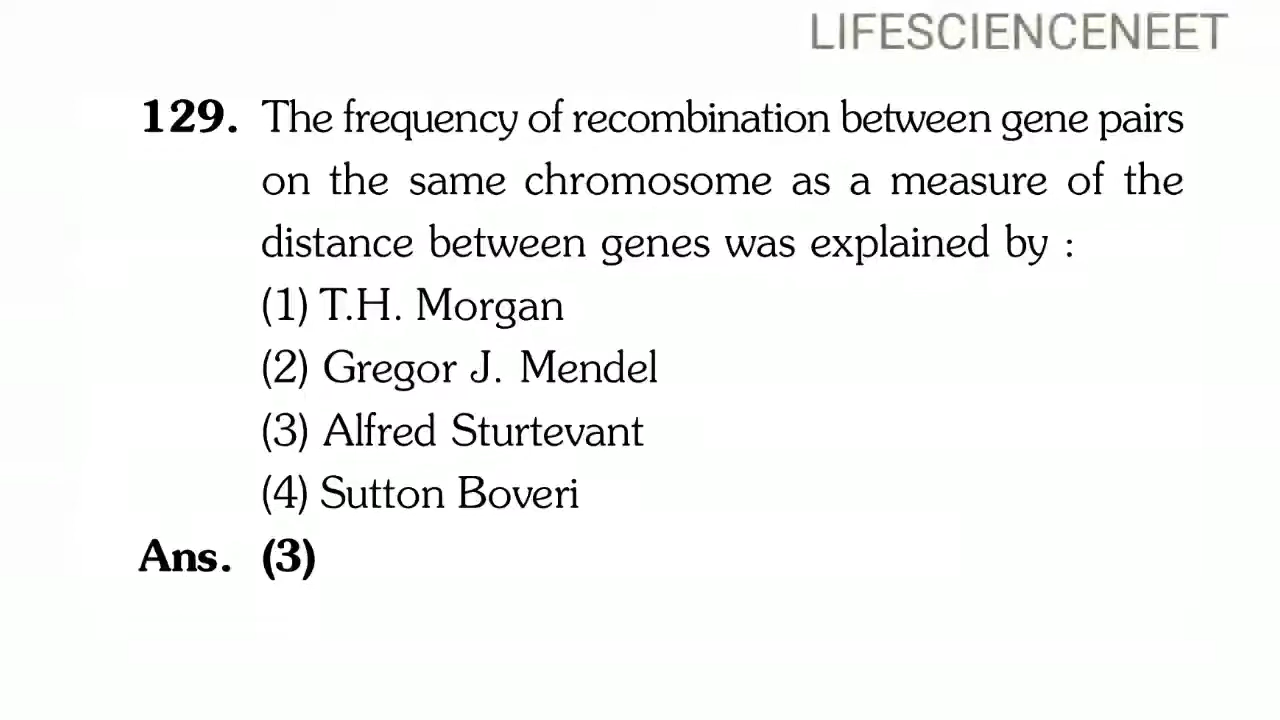 LIFESCIENCENEET
129. The frequency of recombination between gene pairs
on the same chromosome as a measure of the
distance between genes was explained by :
(1) T.H. Morgan
(2) Gregor J. Mendel
(3) Alfred Sturtevant
(4) Sutton Boveri
Ans. (3)